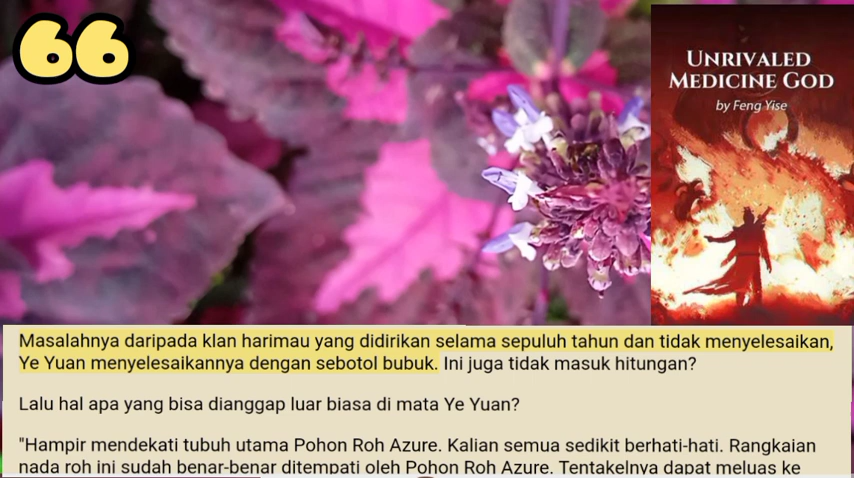 66
UNRIVALED
MEDICINE GOD
by Feng Yise
Masalahnya daripada klan harimau yang didirikan selama sepuluh tahun dan tidak menyelesaikan,
Ye Yuan menyelesaikannya dengan sebotol bubuk. Ini juga tidak masuk hitungan?
Lalu hal apa yang bisa dianggap luar biasa di mata Ye Yuan?
"Hampir mendekati tubuh utama Pohon Roh Azure. Kalian semua sedikit berhati-hati. Rangkaian
nada roh ini sudah benar-benar ditempati oleh Pohon Roh Azure. Tentakelnya dapat meluas ke